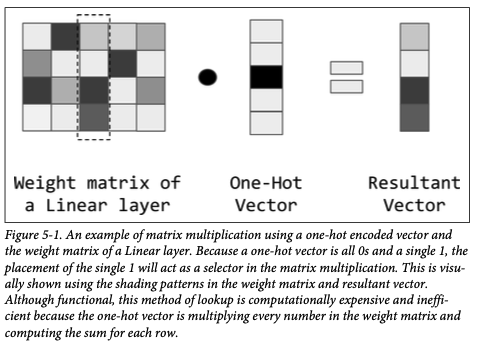 Weight matrix of
a Linear layer
One-Hot
Vector
Resultant
Vector
Figure 5-1. An example of matrix multiplication using a one-hot encoded vector and
the weight matrix of a Linear layer. Because a one-hot vector is all 0s and a single 1, the
placement of the single 1 will act as a selector in the matrix multiplication. This is visu-
ally shown using the shading patterns in the weight matrix and resultant vector.
Although functional, this method of lookup is computationally expensive and ineffi-
cient because the one-hot vector is multiplying every number in the weight matrix and
computing the sum for each row.